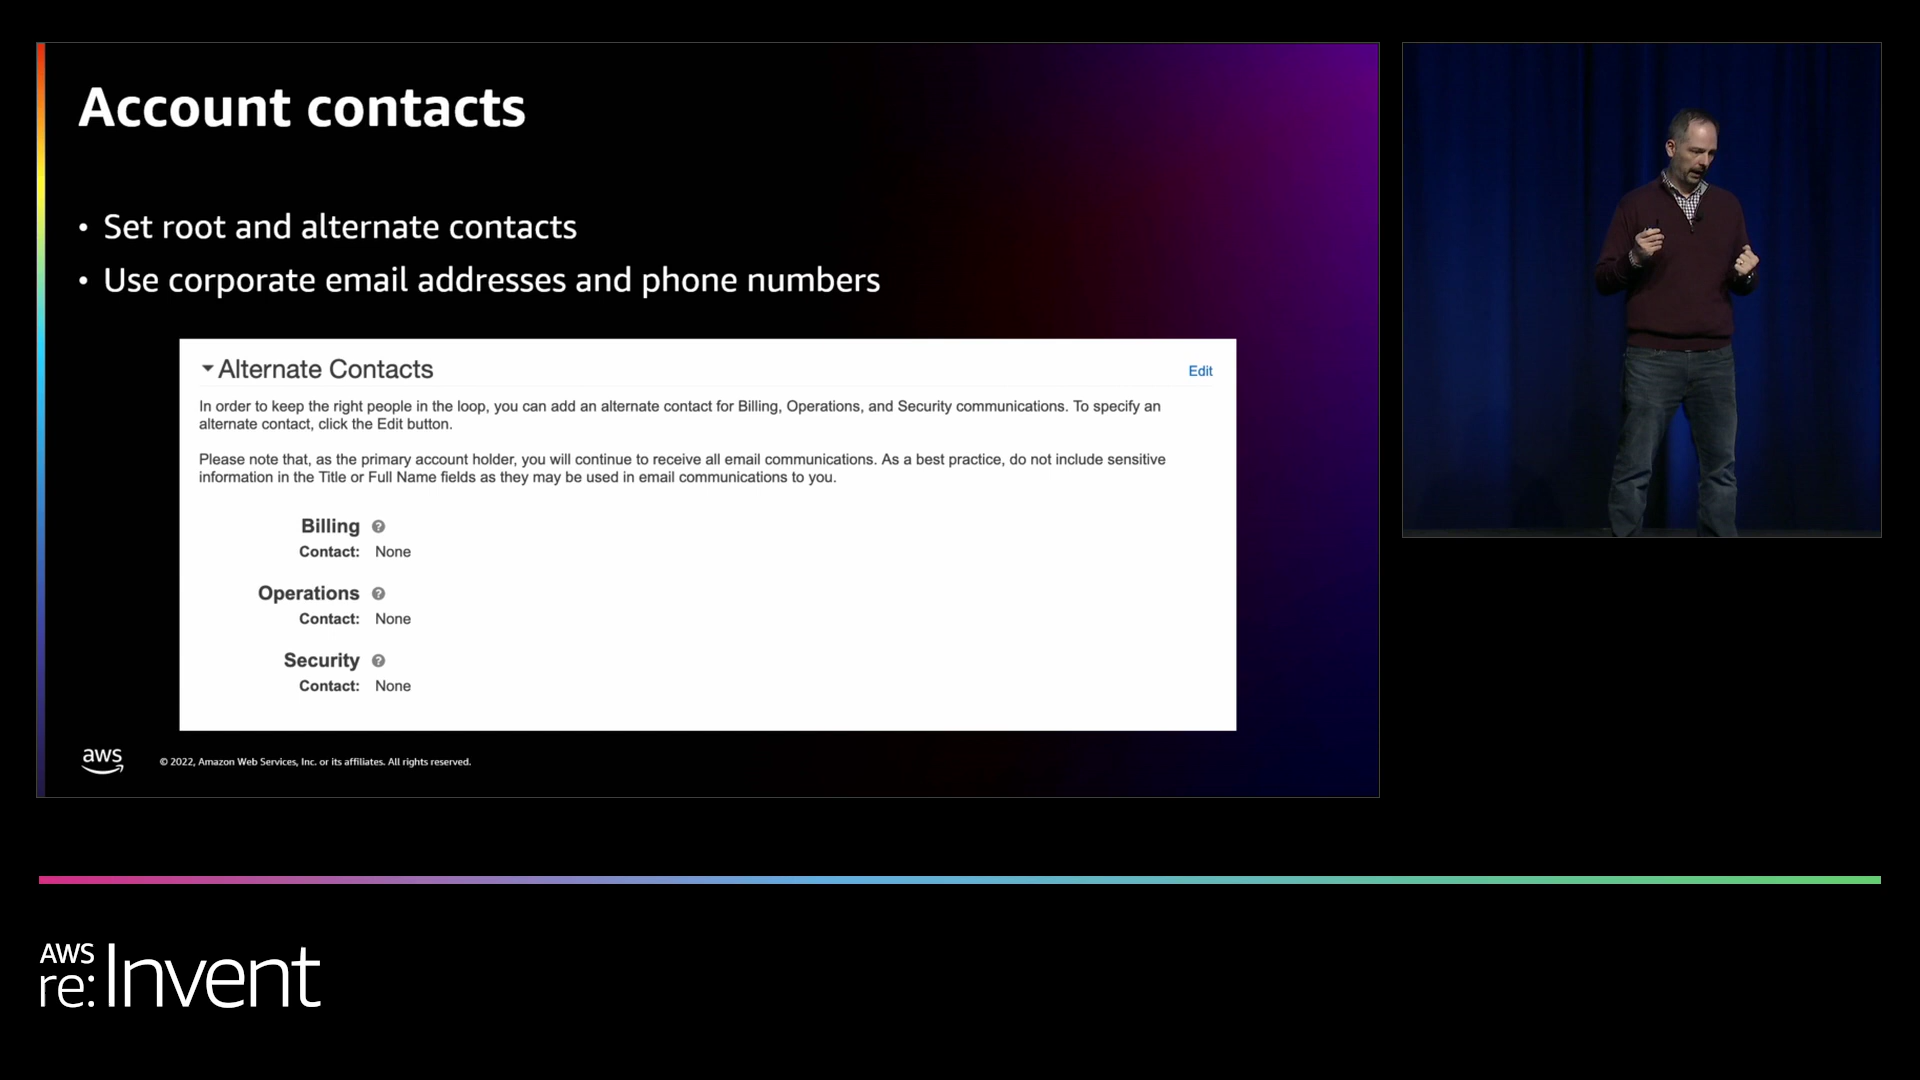 Account contacts
• Set root and alternate contacts
• Use corporate email addresses and phone numbers
Alternate Contacts
Edit
In order to keep the right people in the loop, you can add an alternate contact for Billing, Operations, and Security communications. To specify an
alternate contact, click the Edit button.
Please note that, as the primary account holder, you will continue to receive all email communications. As a best practice, do not include sensitive
information in the Title or Full Name fields as they may be used in email communications to you.
Billing ?
Contact: None
Operations ?
Contact: None
Security ?
Contact: None
aws
© 2022, Amazon Web Services, Inc. or its affiliates. All rights reserved.
AWS
re:Invent